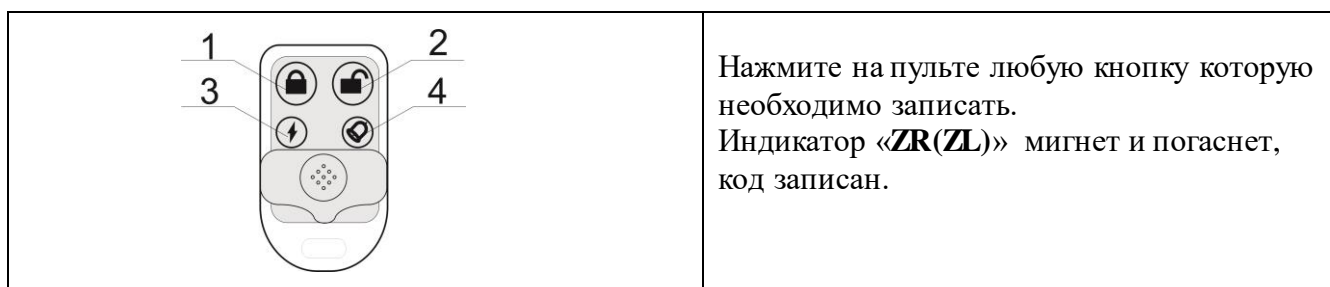 1 2
3 4
Нажмите на пульте любую кнопку которую
необходимо записать.
Индикатор «ZR(ZL)» мигнет и погаснет,
код записан.